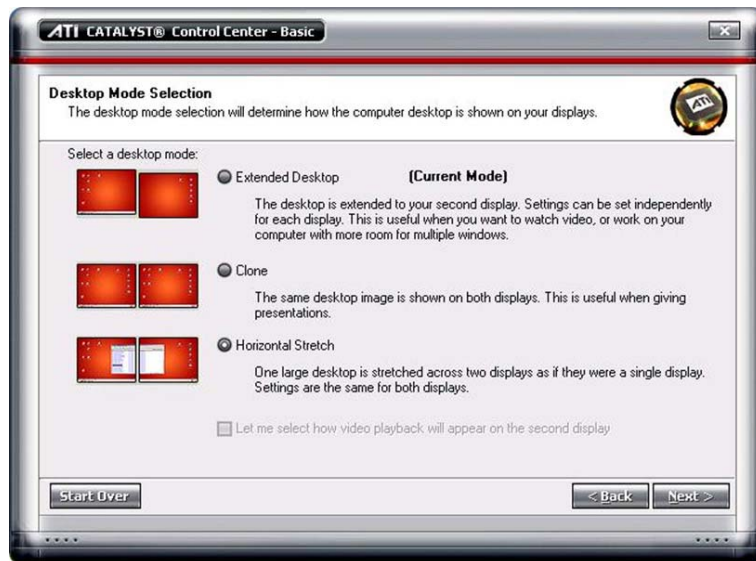 ATI CATALYST® Control Center - Basic
Desktop Mode Selection
The desktop mode selection will determine how the computer desktop is shown on your displays.
ATI
Select a desktop mode:
Extended Desktop (Current Mode)
The desktop is extended to your second display. Settings can be set independently
for each display. This is useful when you want to watch video, or work on your
computer with more room for multiple windows.
Clone
The same desktop image is shown on both displays. This is useful when giving
presentations.
Horizontal Stretch
One large desktop is stretched across two displays as if they were a single display.
Settings are the same for both displays.
Let me select how video playback will appear on the second display
Start Over < Back Next >